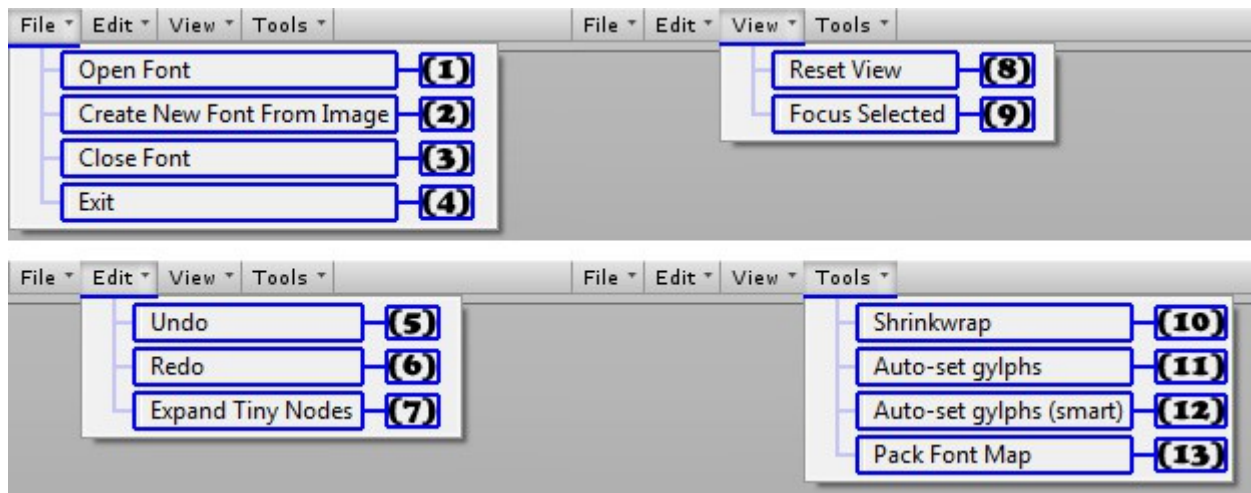 File Edit View Tools
Open Font (1)
Create New Font From Image (2)
Close Font (3)
Exit (4)
File Edit View Tools
Reset View (8)
Focus Selected (9)
File Edit View Tools
Undo (5)
Redo (6)
Expand Tiny Nodes (7)
File Edit View Tools
Shrinkwrap (10)
Auto-set gylphs (11)
Auto-set gylphs (smart) (12)
Pack Font Map (13)